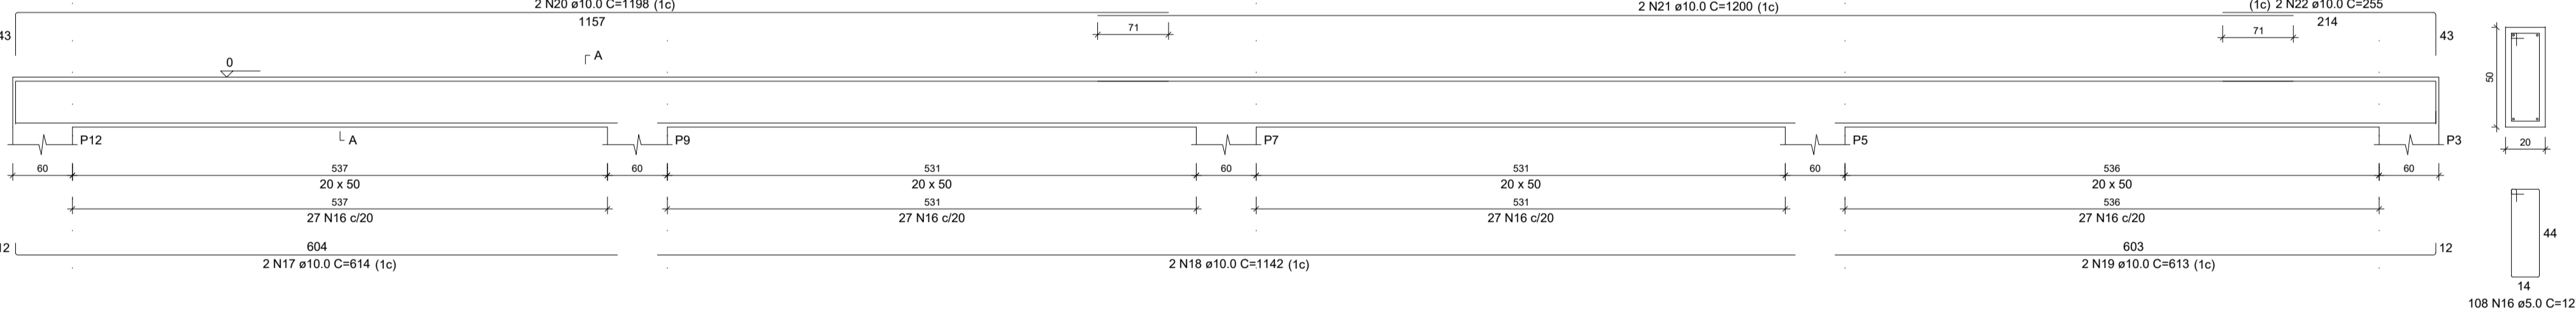 2 N20 ø10.0 C=1198 (1c)
2 N21 ø10.0 C=1200 (1c)
(1c) 2 N22 ø10.0 C=255
1157
214
71
71
43
43
A
0
50
P12
A
P9
P7
P5
P3
20
60
537
60
531
60
531
60
536
60
20 x 50
20 x 50
20 x 50
20 x 50
537
531
531
536
27 N16 c/20
27 N16 c/20
27 N16 c/20
27 N16 c/20
44
12
604
603
12
2 N17 ø10.0 C=614 (1c)
2 N18 ø10.0 C=1142 (1c)
2 N19 ø10.0 C=613 (1c)
14
108 N16 ø5.0 C=12